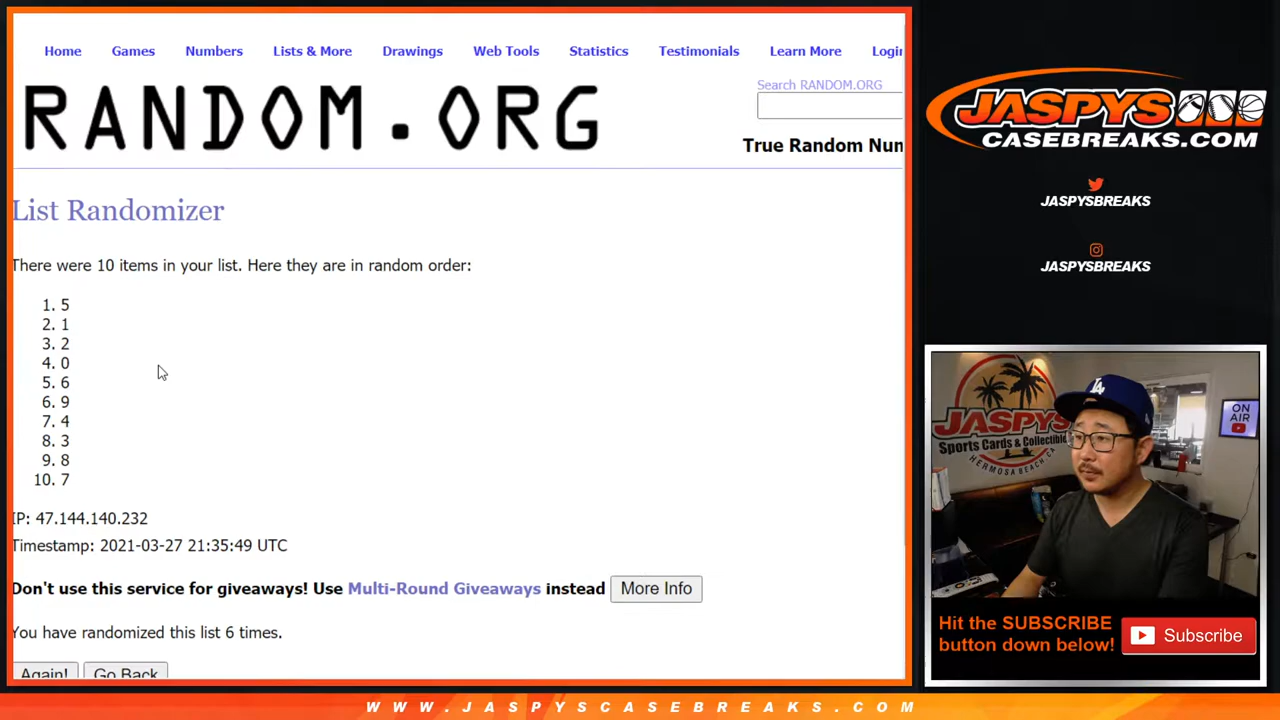 Home Games Numbers Lists & More Drawings Web Tools Statistics Testimonials Learn More Login
RANDOM.ORG
Search RANDOM.ORG
True Random Num
List Randomizer
There were 10 items in your list. Here they are in random order:
1. 5
2. 1
3. 2
4. 0
5. 6
6. 9
7. 4
8. 3
9. 8
10. 7
IP: 47.144.140.232
Timestamp: 2021-03-27 21:35:49 UTC
Don't use this service for giveaways! Use Multi-Round Giveaways instead More Info
You have randomized this list 6 times.
Again! Go Back
JASPYS
CASEBREAKS.COM
JASPYSBREAKS
JASPYSBREAKS
LA
JASPYS
Sports Cards & Collectibles
HERMOSA BEACH, CA
ON AIR
Hit the SUBSCRIBE
button down below!
Subscribe
WWW.JASPYSCASEBREAKS.COM